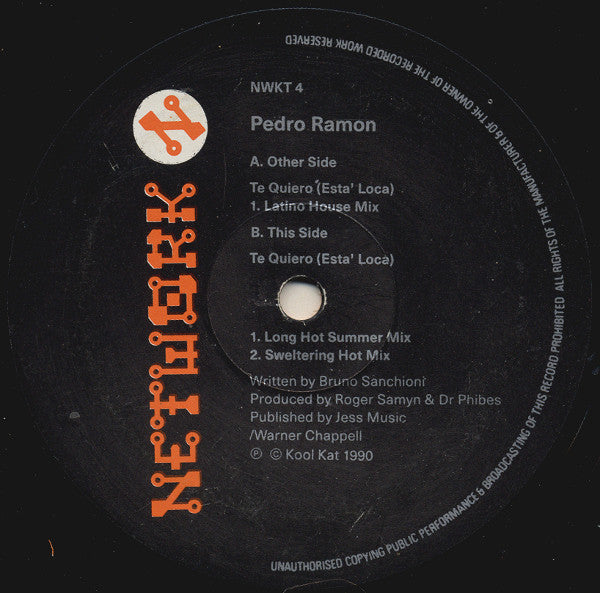 NWKT 4
Pedro Ramon
A. Other Side
Te Quiero (Esta' Loca)
1. Latino House Mix
B. This Side
Te Quiero (Esta' Loca)
1. Long Hot Summer Mix
2. Sweltering Hot Mix
Written by Bruno Sanchioni
Produced by Roger Samyn & Dr Phibes
Published by Jess Music
/Warner Chappell
℗ © Kool Kat 1990
N
NETWORK
ALL RIGHTS OF THE MANUFACTURER & OF THE OWNER OF THE RECORDED WORK RESERVED
UNAUTHORISED COPYING PUBLIC PERFORMANCE & BROADCASTING OF THIS RECORD PROHIBITED